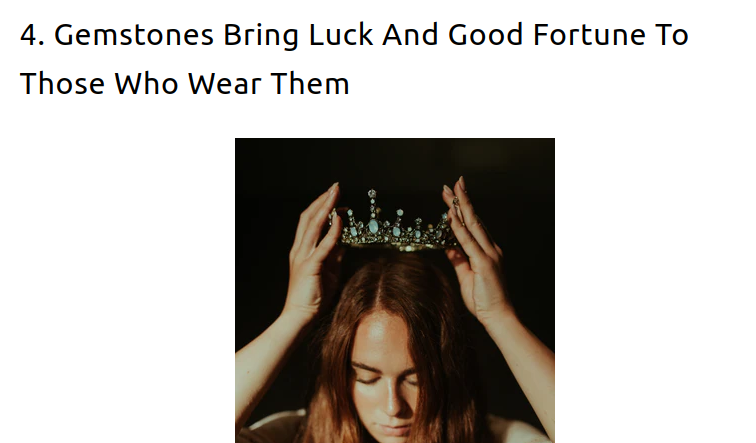 4. Gemstones Bring Luck And Good Fortune To
Those Who Wear Them